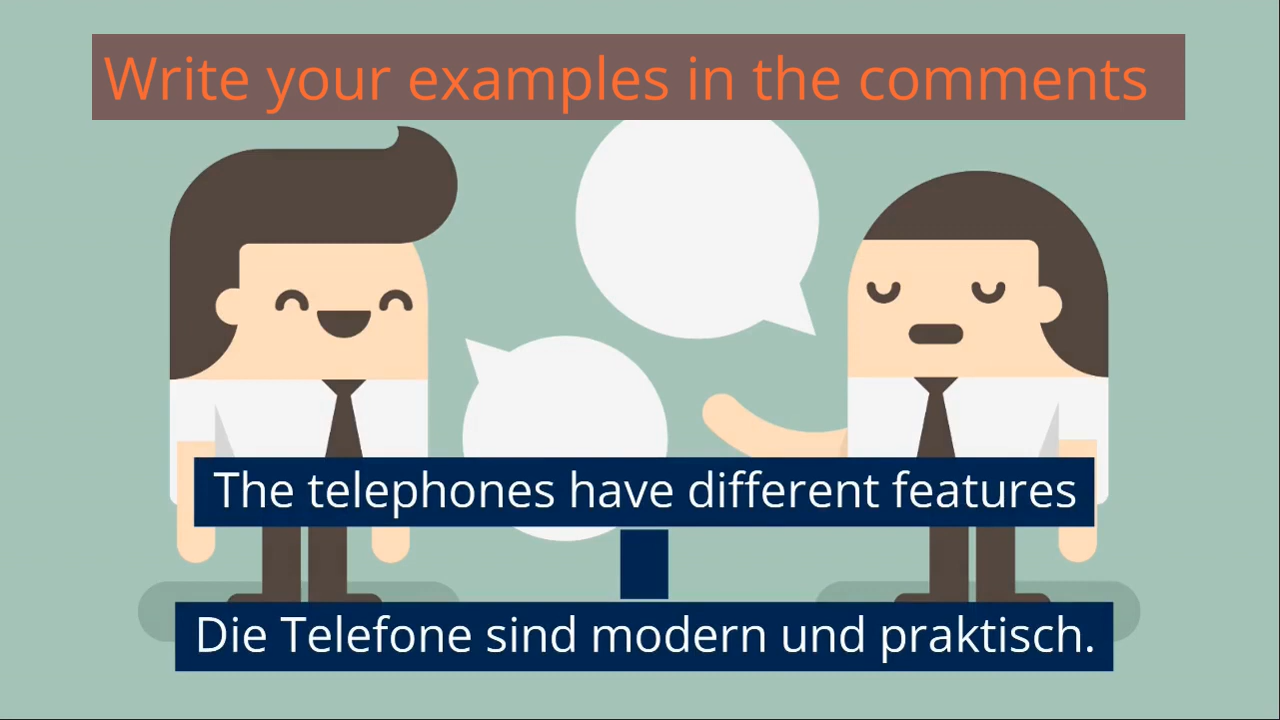 Write your examples in the comments
The telephones have different features
Die Telefone sind modern und praktisch.